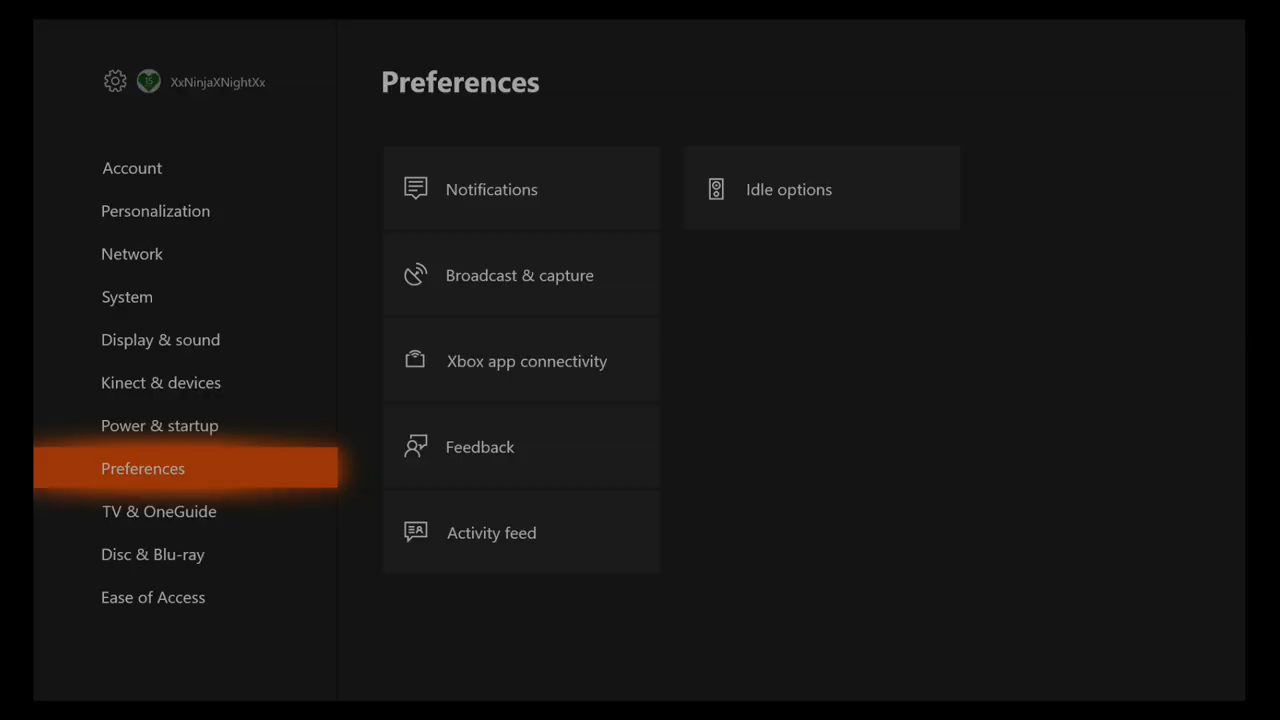 XxNinjaXNightXx
Account
Personalization
Network
System
Display & sound
Kinect & devices
Power & startup
Preferences
TV & OneGuide
Disc & Blu-ray
Ease of Access
Preferences
Notifications
Broadcast & capture
Xbox app connectivity
Feedback
Activity feed
Idle options